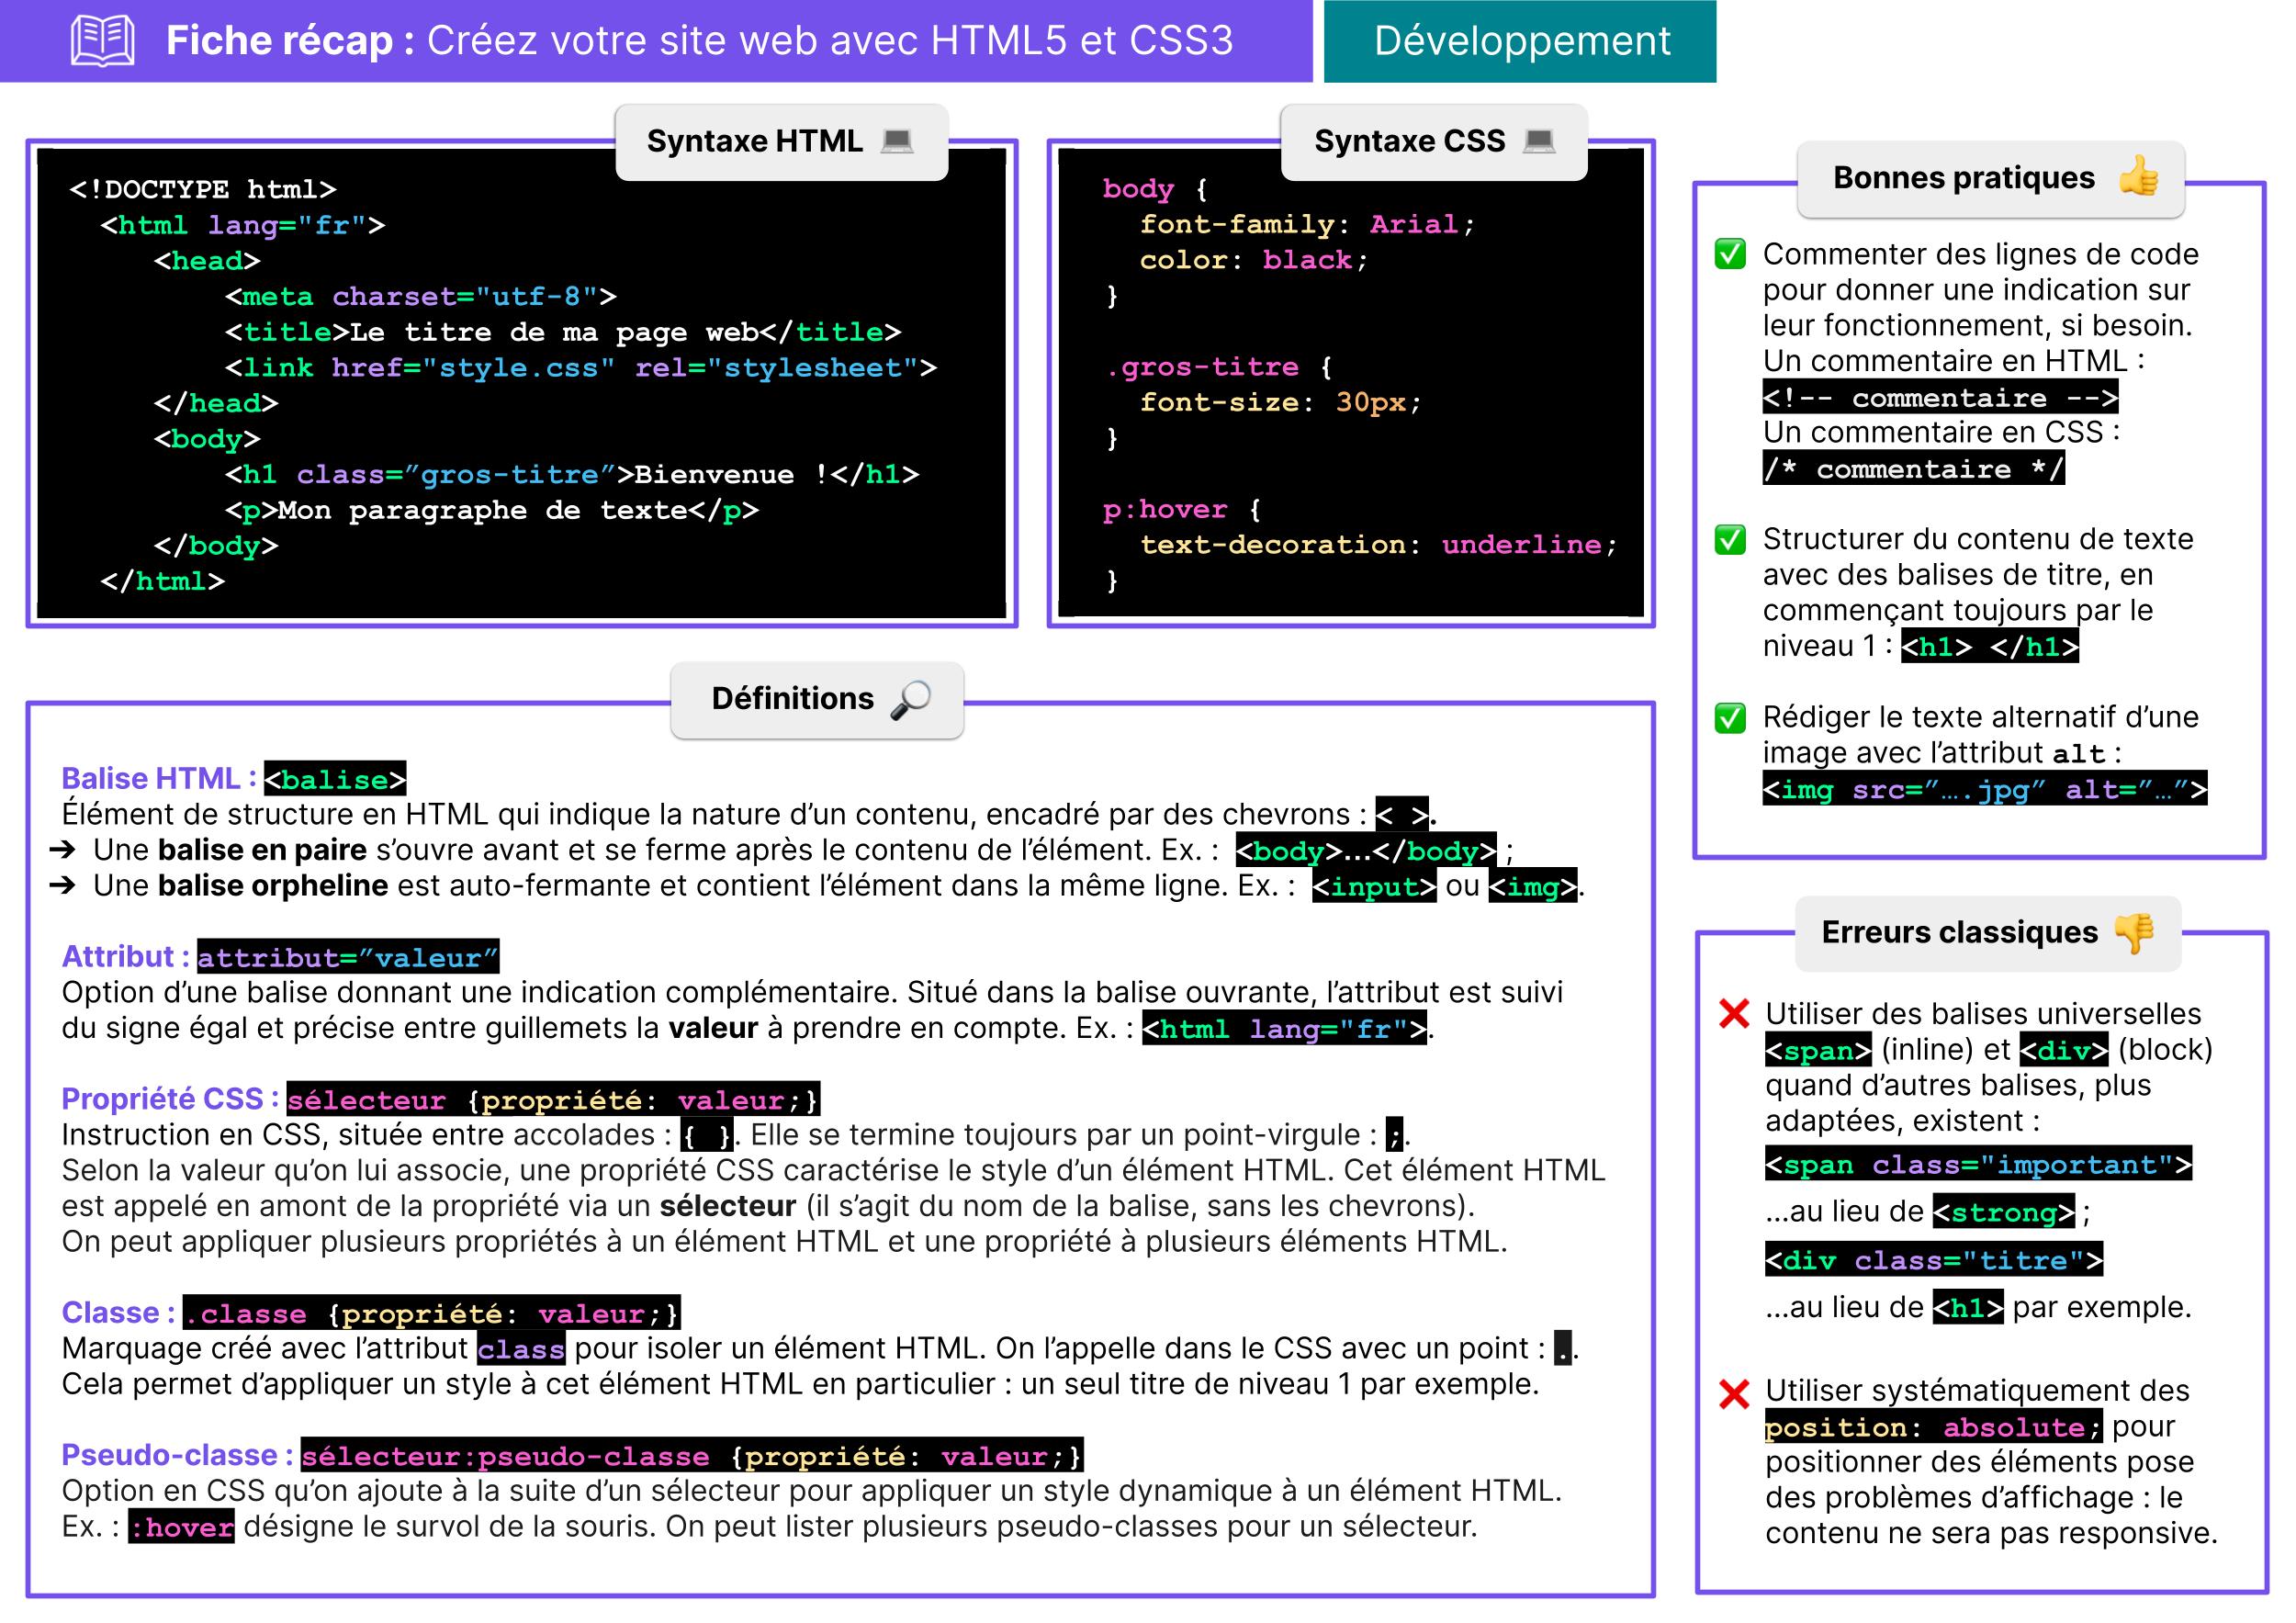 Fiche récap : Créez votre site web avec HTML5 et CSS3
Développement
Syntaxe HTML
<!DOCTYPE html>
<html lang="fr">
<head>
<meta charset="utf-8">
<title>Le titre de ma page web</title>
<link href="style.css" rel="stylesheet">
</head>
<body>
<h1 class=”gros-titre”>Bienvenue !</h1>
<p>Mon paragraphe de texte</p>
</body>
</html>
Syntaxe CSS
body {
font-family: Arial;
color: black;
}
.gros-titre {
font-size: 30px;
}
p:hover {
text-decoration: underline;
}
Définitions
Balise HTML : <balise>
Élément de structure en HTML qui indique la nature d’un contenu, encadré par des chevrons : < >.
➔ Une balise en paire s’ouvre avant et se ferme après le contenu de l’élément. Ex. : <body>…</body> ;
➔ Une balise orpheline est auto-fermante et contient l’élément dans la même ligne. Ex. : <input> ou <img>.
Attribut : attribut=”valeur”
Option d’une balise donnant une indication complémentaire. Situé dans la balise ouvrante, l’attribut est suivi
du signe égal et précise entre guillemets la valeur à prendre en compte. Ex. : <html lang="fr">.
Propriété CSS : sélecteur {propriété: valeur;}
Instruction en CSS, située entre accolades : { }. Elle se termine toujours par un point-virgule : ;.
Selon la valeur qu’on lui associe, une propriété CSS caractérise le style d’un élément HTML. Cet élément HTML
est appelé en amont de la propriété via un sélecteur (il s’agit du nom de la balise, sans les chevrons).
On peut appliquer plusieurs propriétés à un élément HTML et une propriété à plusieurs éléments HTML.
Classe : .classe {propriété: valeur;}
Marquage créé avec l’attribut class pour isoler un élément HTML. On l’appelle dans le CSS avec un point : ..
Cela permet d’appliquer un style à cet élément HTML en particulier : un seul titre de niveau 1 par exemple.
Pseudo-classe : sélecteur:pseudo-classe {propriété: valeur;}
Option en CSS qu’on ajoute à la suite d’un sélecteur pour appliquer un style dynamique à un élément HTML.
Ex. : :hover désigne le survol de la souris. On peut lister plusieurs pseudo-classes pour un sélecteur.
Bonnes pratiques
Commenter des lignes de code
pour donner une indication sur
leur fonctionnement, si besoin.
Un commentaire en HTML :
<!-- commentaire -->
Un commentaire en CSS :
/* commentaire */
Structurer du contenu de texte
avec des balises de titre, en
commençant toujours par le
niveau 1 : <h1> </h1>
Rédiger le texte alternatif d’une
image avec l’attribut alt :
<img src=”….jpg” alt=”…”>
Erreurs classiques
Utiliser des balises universelles
<span> (inline) et <div> (block)
quand d’autres balises, plus
adaptées, existent :
<span class="important">
…au lieu de <strong> ;
<div class="titre">
…au lieu de <h1> par exemple.
Utiliser systématiquement des
position: absolute; pour
positionner des éléments pose
des problèmes d’affichage : le
contenu ne sera pas responsive.